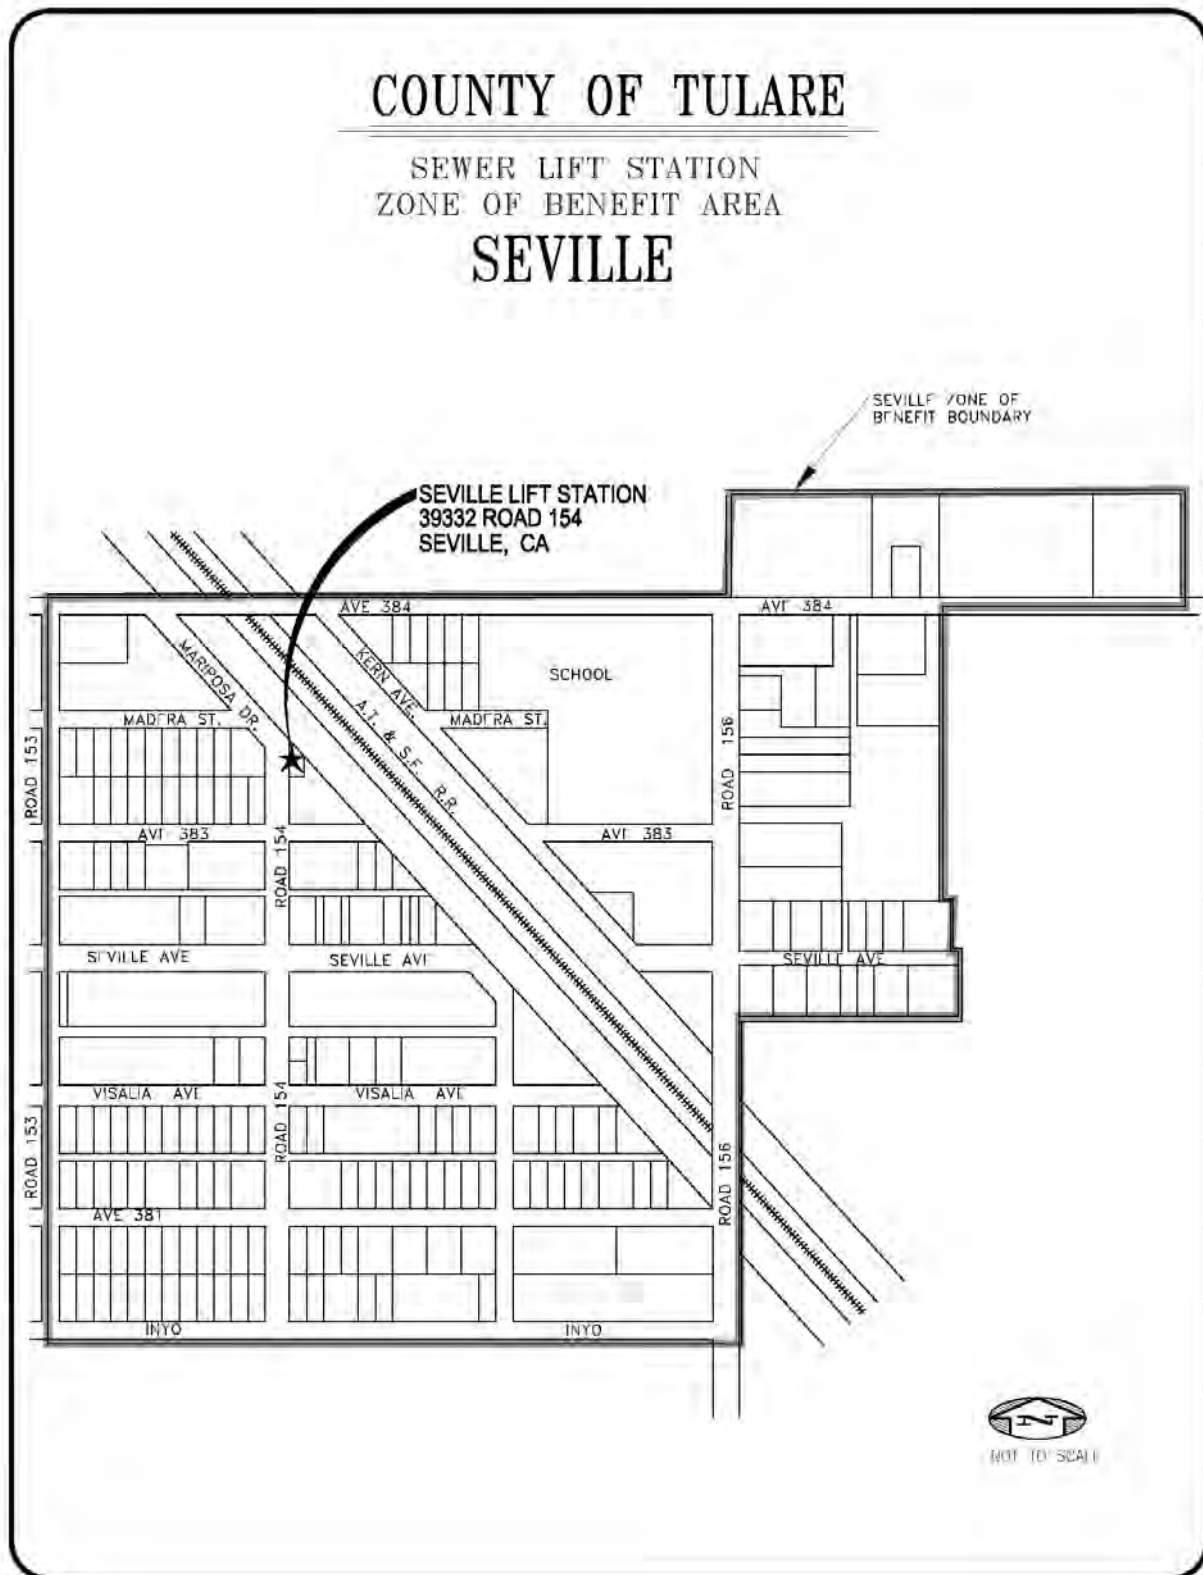 COUNTY OF TULARE
SEWER LIFT STATION
ZONE OF BENEFIT AREA
SEVILLE
SEVILLE ZONE OF
BENEFIT BOUNDARY
SEVILLE LIFT STATION
39332 ROAD 154
SEVILLE, CA
AVE 384
AVE 384
MARIPOSA DR.
KERN AVE.
SCHOOL
MADERA ST.
MADERA ST.
A.T. & S.F. R.R.
ROAD 153
ROAD 156
AVE 383
AVE 383
ROAD 154
SEVILLE AVE
SEVILLE AVE
SEVILLE AVE
VISALIA AVE
VISALIA AVE
ROAD 153
ROAD 154
ROAD 156
AVE 381
INYO
INYO
N
NOT TO SCALE